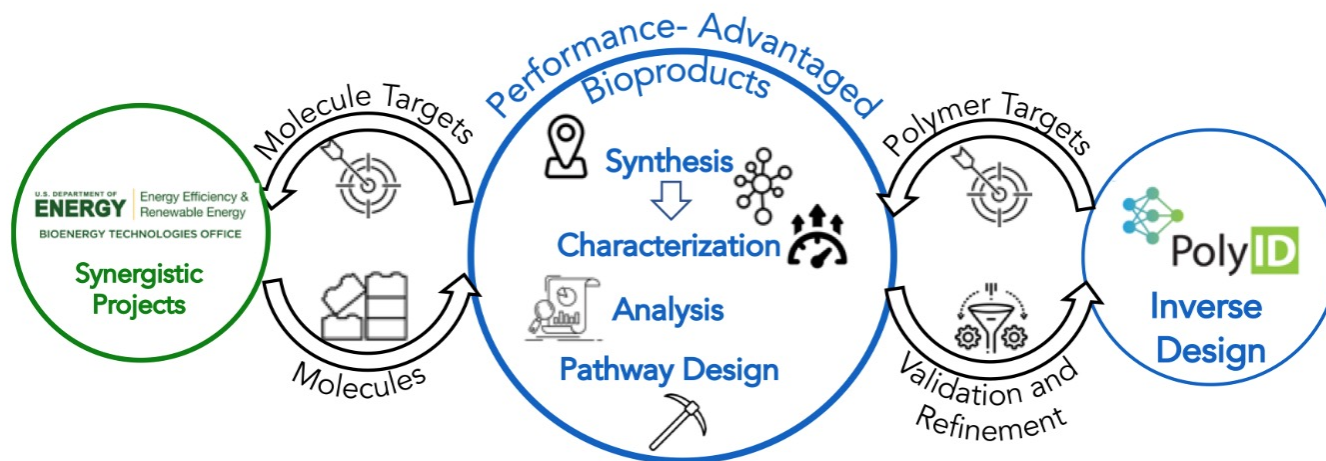 Performance- Advantaged
Bioproducts
Molecule Targets
Polymer Targets
U.S. DEPARTMENT OF
ENERGY
Energy Efficiency &
Renewable Energy
BIOENERGY TECHNOLOGIES OFFICE
Synergistic
Projects
Molecules
Synthesis
Characterization
Analysis
Pathway Design
PolyID
Inverse
Design
Validation and
Refinement